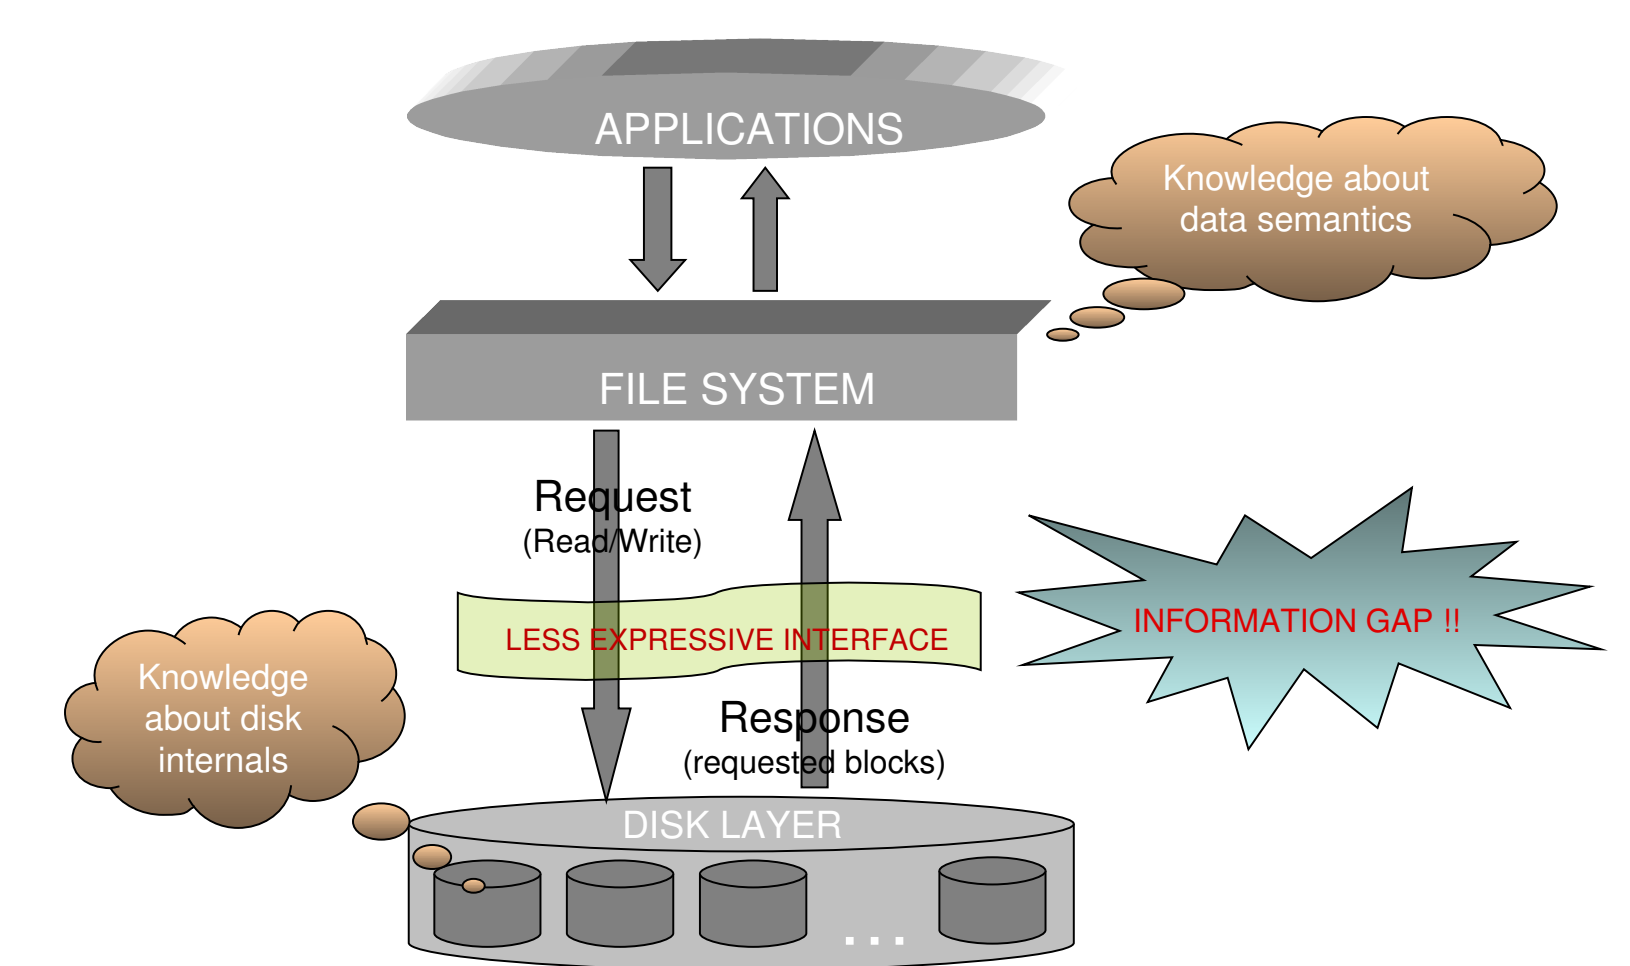 APPLICATIONS
Knowledge about
data semantics
FILE SYSTEM
Request
(Read/Write)
LESS EXPRESSIVE INTERFACE
INFORMATION GAP !!
Knowledge
about disk
internals
Response
(requested blocks)
DISK LAYER
. . .